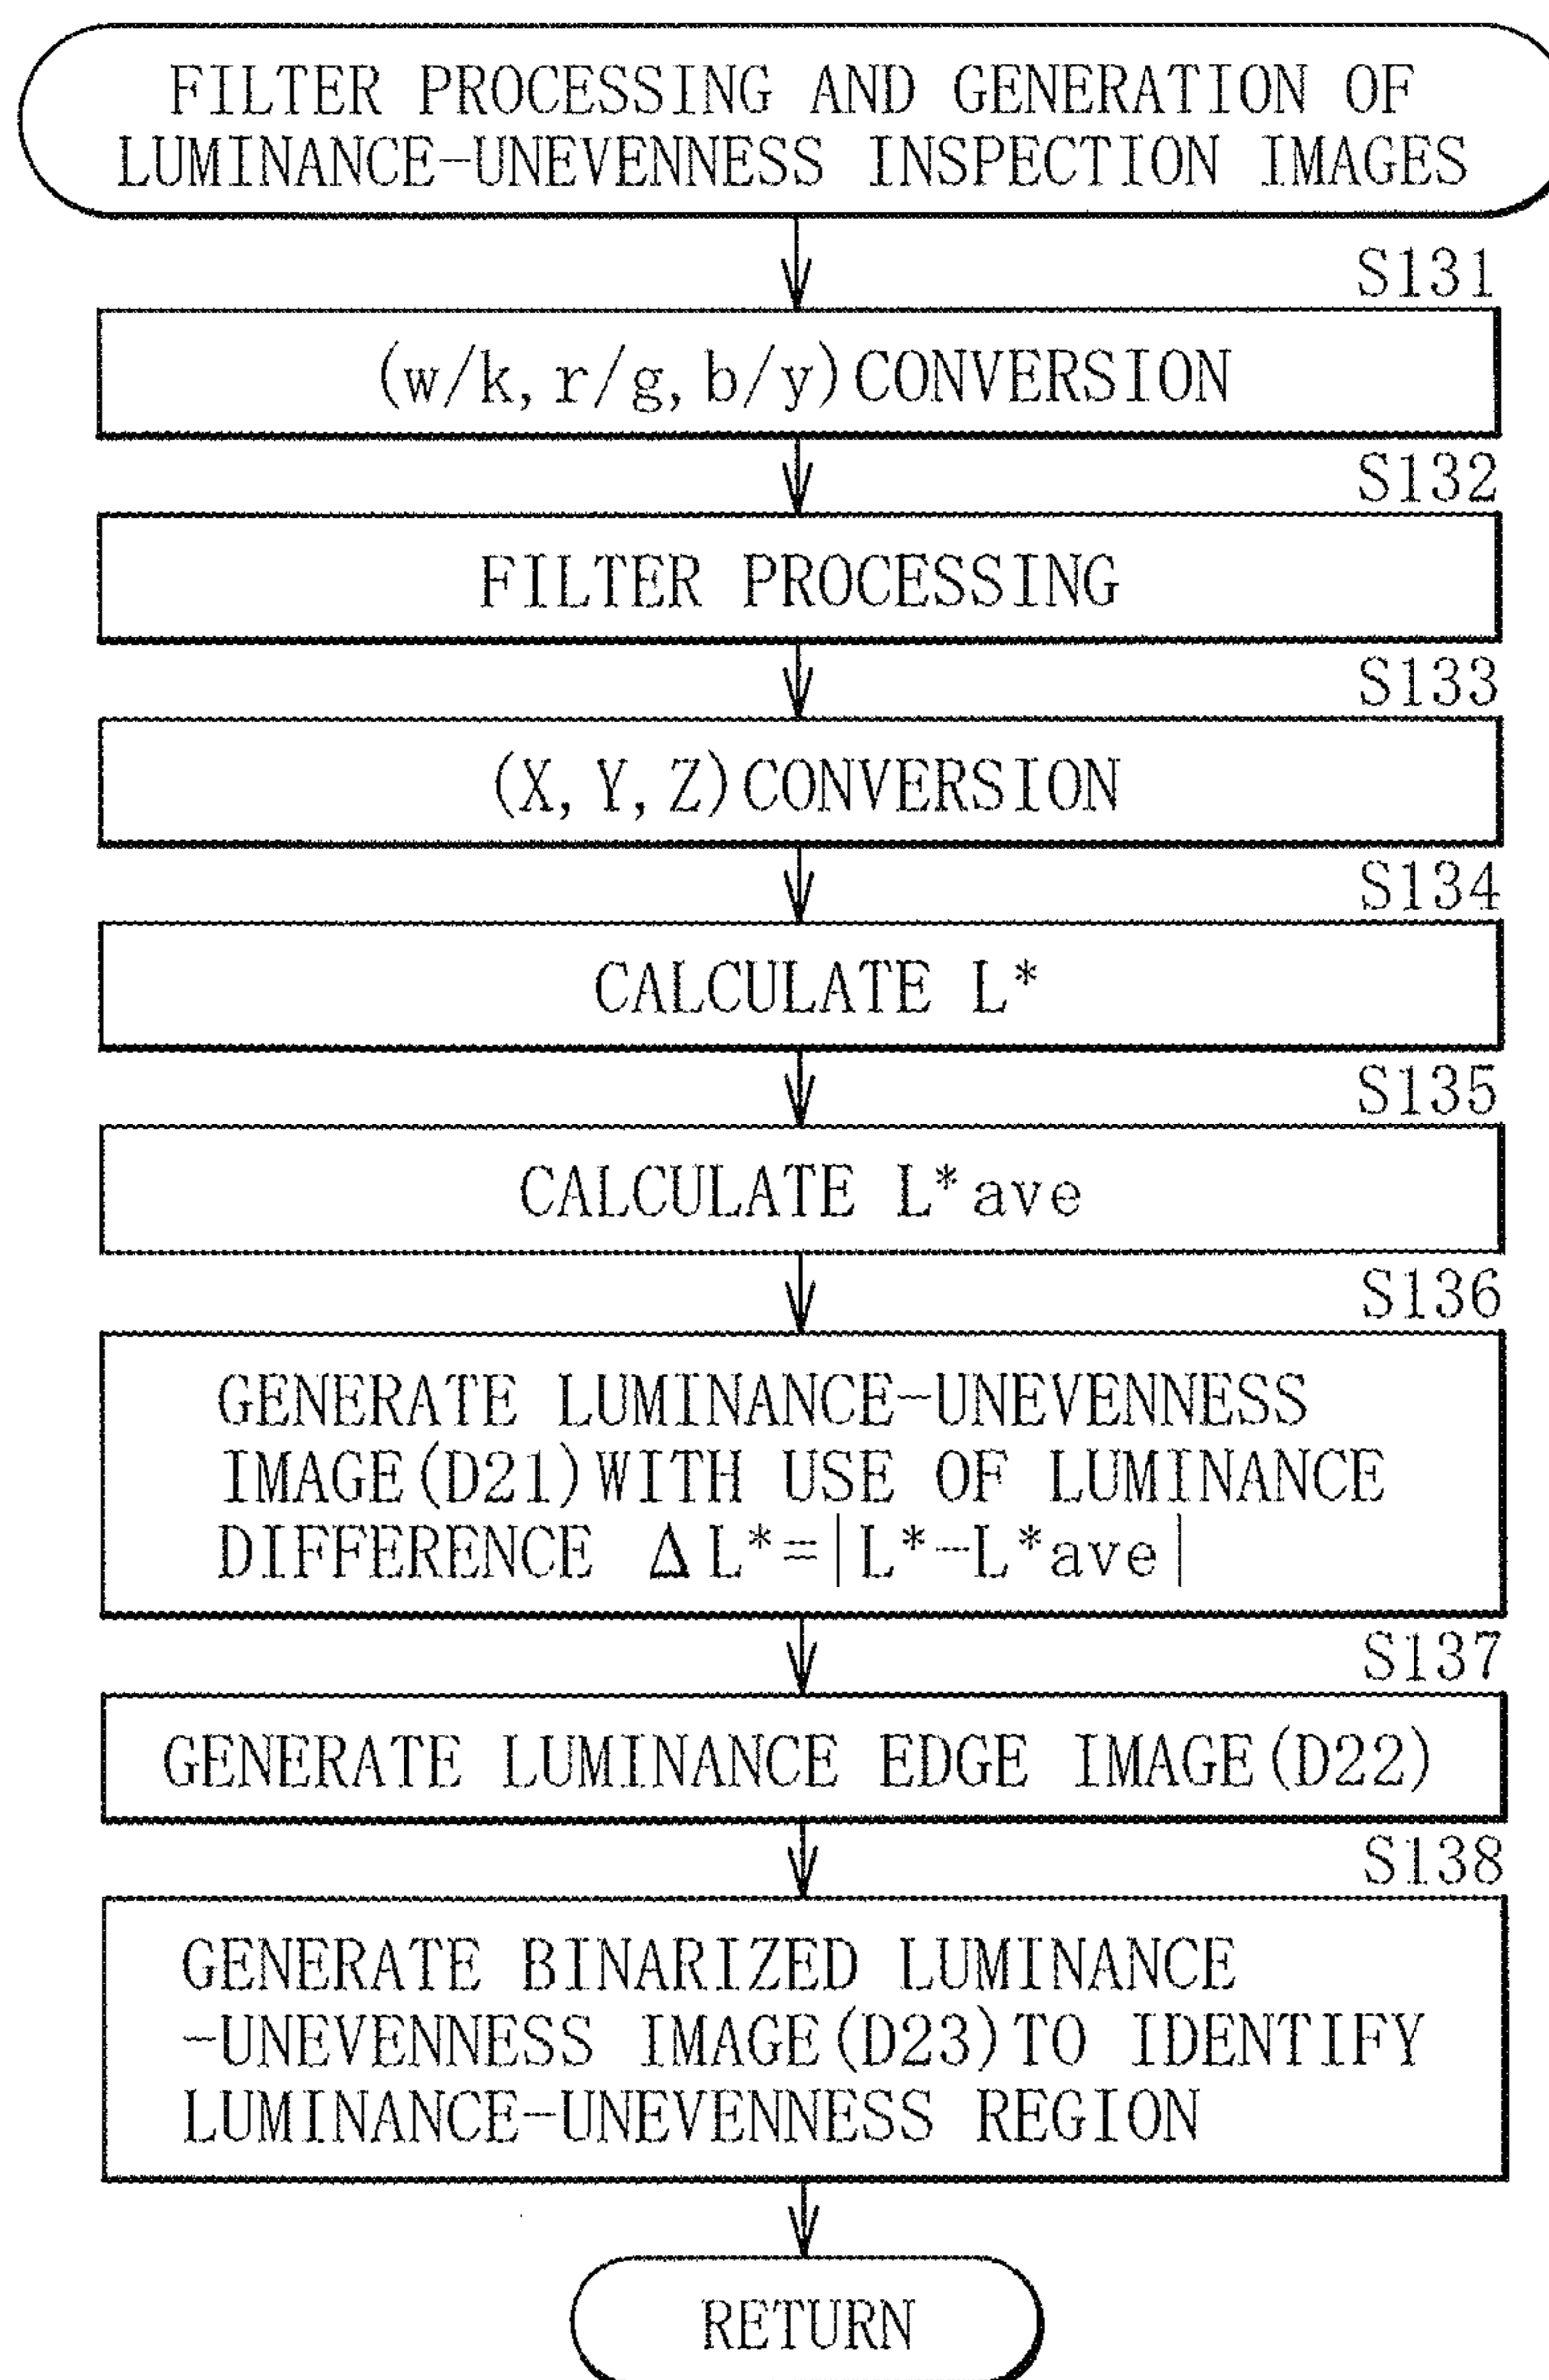 FILTER PROCESSING AND GENERATION OF
LUMINANCE-UNEVENNESS INSPECTION IMAGES
S131
(w/k, r/g, b/y) CONVERSION
S132
FILTER PROCESSING
S133
(X, Y, Z) CONVERSION
S134
CALCULATE L*
S135
CALCULATE L*ave
S136
GENERATE LUMINANCE-UNEVENNESS
IMAGE (D21) WITH USE OF LUMINANCE
DIFFERENCE ΔL*=|L*-L*ave|
S137
GENERATE LUMINANCE EDGE IMAGE (D22)
S138
GENERATE BINARIZED LUMINANCE
-UNEVENNESS IMAGE (D23) TO IDENTIFY
LUMINANCE-UNEVENNESS REGION
RETURN